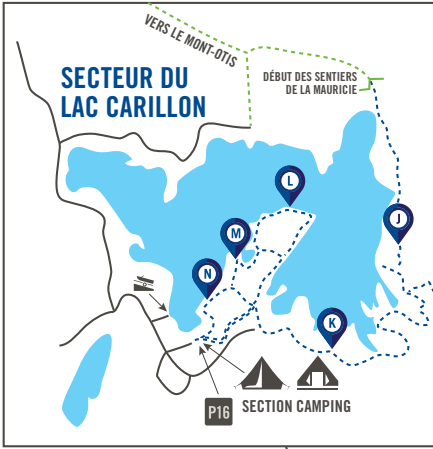 VERS LE MONT-OTIS
SECTEUR DU
LAC CARILLON
DÉBUT DES SENTIERS
DE LA MAURICIE
L
J
M
N
K
P16
SECTION CAMPING